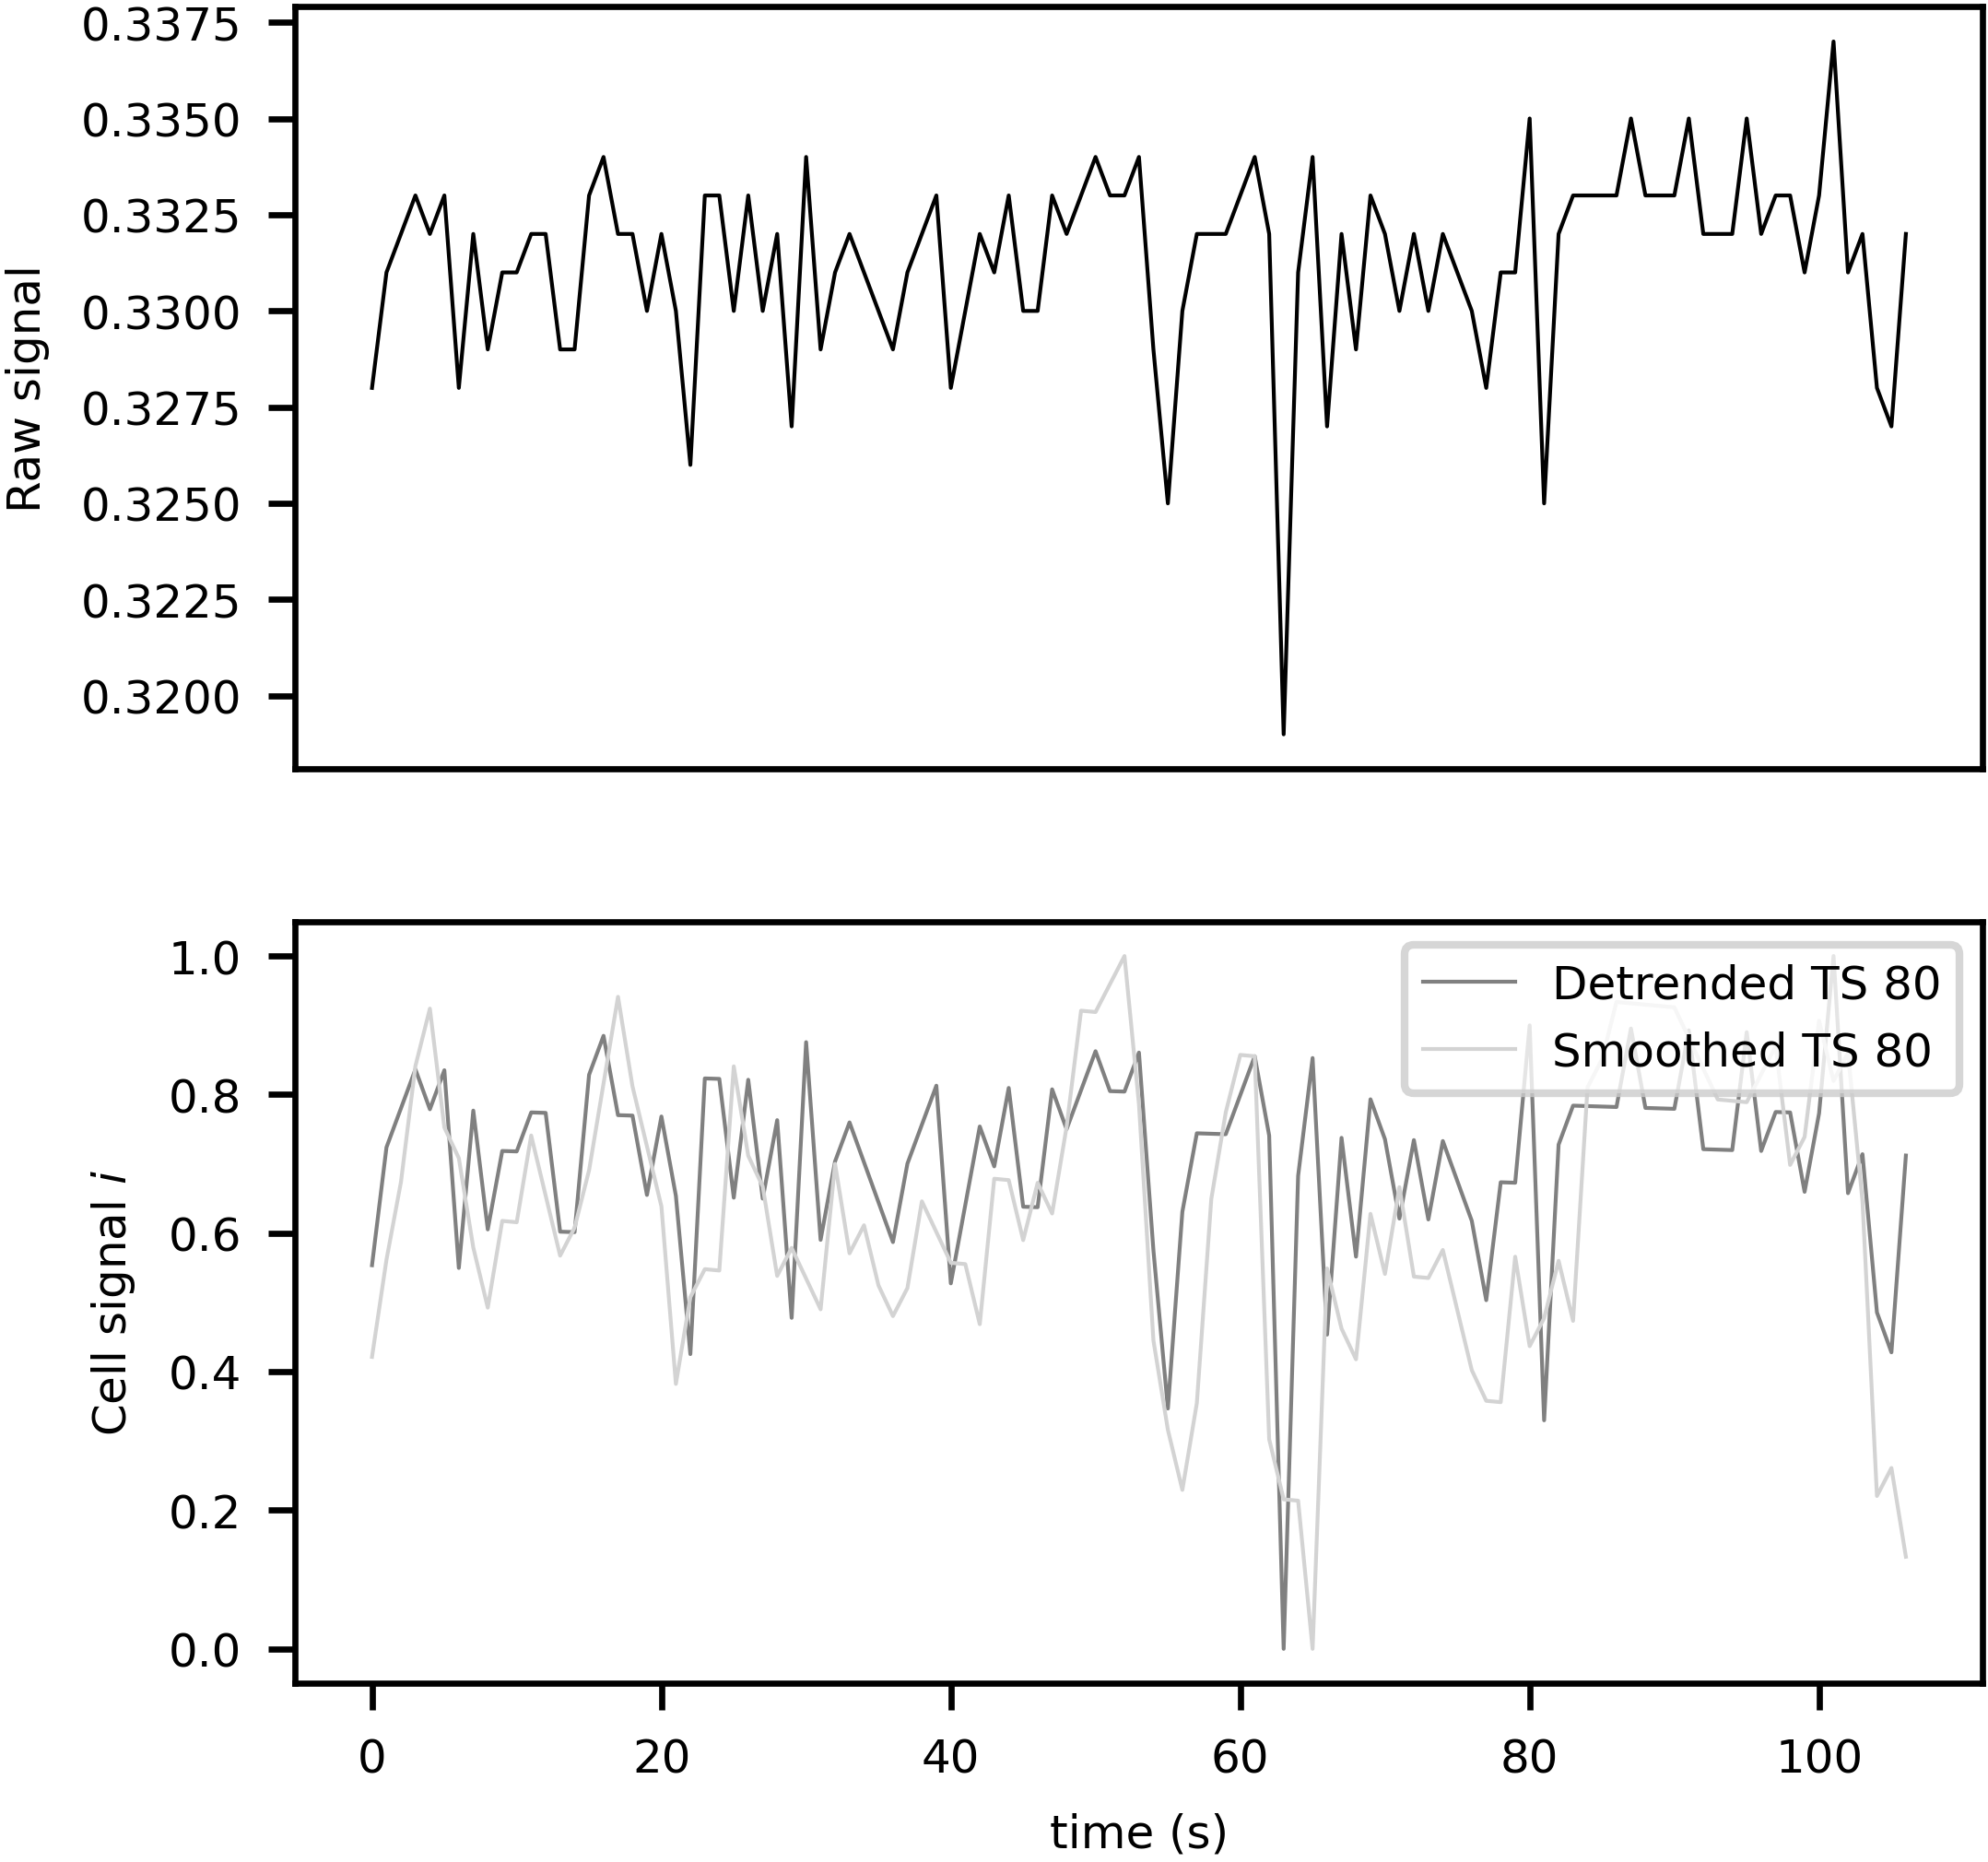 0.3375
0.3350
0.3325
0.3300
0.3275
0.3250
0.3225
0.3200
Raw signal
1.0
0.8
0.6
0.4
0.2
0.0
Cell signal i
Detrended TS 80
Smoothed TS 80
0 20 40 60 80 100
time (s)